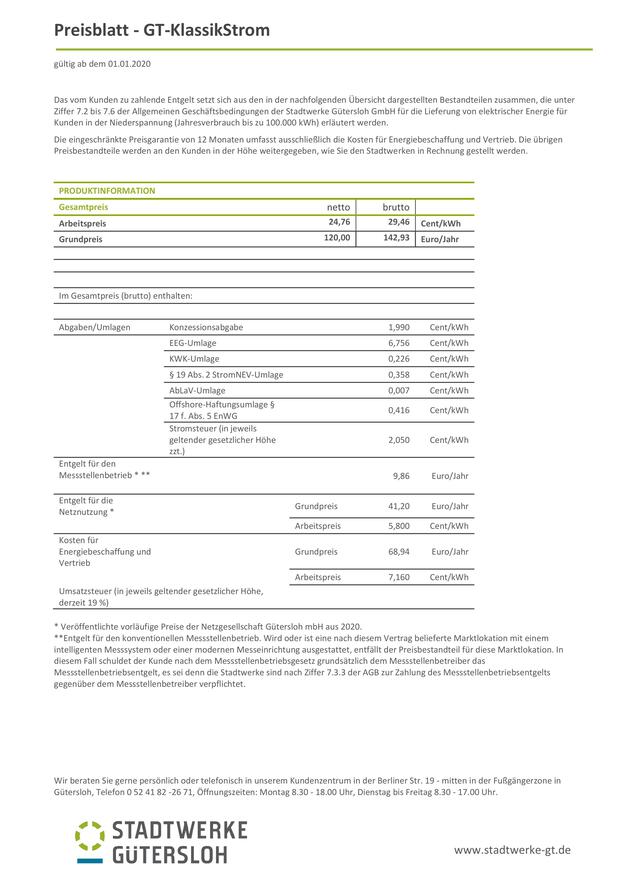 Preisblatt - GT-KlassikStrom
gültig ab dem 01.01.2020
Das vom Kunden zu zahlende Entgelt setzt sich aus den in der nachfolgenden Übersicht dargestellten Bestandteilen zusammen, die unter
Ziffer 7.2 bis 7.6 der Allgemeinen Geschäftsbedingungen der Stadtwerke Gütersloh GmbH für die Lieferung von elektrischer Energie für
Kunden in der Niederspannung (Jahresverbrauch bis zu 100.000 kWh) erläutert werden.
Die eingeschränkte Preisgarantie von 12 Monaten umfasst ausschließlich die Kosten für Energiebeschaffung und Vertrieb. Die übrigen
Preisbestandteile werden an den Kunden in der Höhe weitergegeben, wie Sie den Stadtwerken in Rechnung gestellt werden.
PRODUKTINFORMATION
Gesamtpreis netto brutto
Arbeitspreis 24,76 29,46 Cent/kWh
Grundpreis 120,00 142,93 Euro/Jahr
Im Gesamtpreis (brutto) enthalten:
Abgaben/Umlagen Konzessionsabgabe 1,990 Cent/kWh
EEG-Umlage 6,756 Cent/kWh
KWK-Umlage 0,226 Cent/kWh
§ 19 Abs. 2 StromNEV-Umlage 0,358 Cent/kWh
AbLaV-Umlage 0,007 Cent/kWh
Offshore-Haftungsumlage §
17 f. Abs. 5 EnWG 0,416 Cent/kWh
Stromsteuer (in jeweils
geltender gesetzlicher Höhe 2,050 Cent/kWh
zzt.)
Entgelt für den
Messstellenbetrieb * ** 9,86 Euro/Jahr
Entgelt für die
Netznutzung * Grundpreis 41,20 Euro/Jahr
Arbeitspreis 5,800 Cent/kWh
Kosten für
Energiebeschaffung und Grundpreis 68,94 Euro/Jahr
Vertrieb
Arbeitspreis 7,160 Cent/kWh
Umsatzsteuer (in jeweils geltender gesetzlicher Höhe,
derzeit 19 %)
* Veröffentlichte vorläufige Preise der Netzgesellschaft Gütersloh mbH aus 2020.
**Entgelt für den konventionellen Messstellenbetrieb. Wird oder ist eine nach diesem Vertrag belieferte Marktlokation mit einem
intelligenten Messsystem oder einer modernen Messeinrichtung ausgestattet, entfällt der Preisbestandteil für diese Marktlokation. In
diesem Fall schuldet der Kunde nach dem Messstellenbetriebsgesetz grundsätzlich dem Messstellenbetreiber das
Messstellenbetriebsentgelt, es sei denn die Stadtwerke sind nach Ziffer 7.3.3 der AGB zur Zahlung des Messstellenbetriebsentgelts
gegenüber dem Messstellenbetreiber verpflichtet.
Wir beraten Sie gerne persönlich oder telefonisch in unserem Kundenzentrum in der Berliner Str. 19 - mitten in der Fußgängerzone in
Gütersloh, Telefon 0 52 41 82 -26 71, Öffnungszeiten: Montag 8.30 - 18.00 Uhr, Dienstag bis Freitag 8.30 - 17.00 Uhr.
STADTWERKE
GÜTERSLOH
www.stadtwerke-gt.de